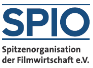 SPIO
Spitzenorganisation
der Filmwirtschaft e.V.